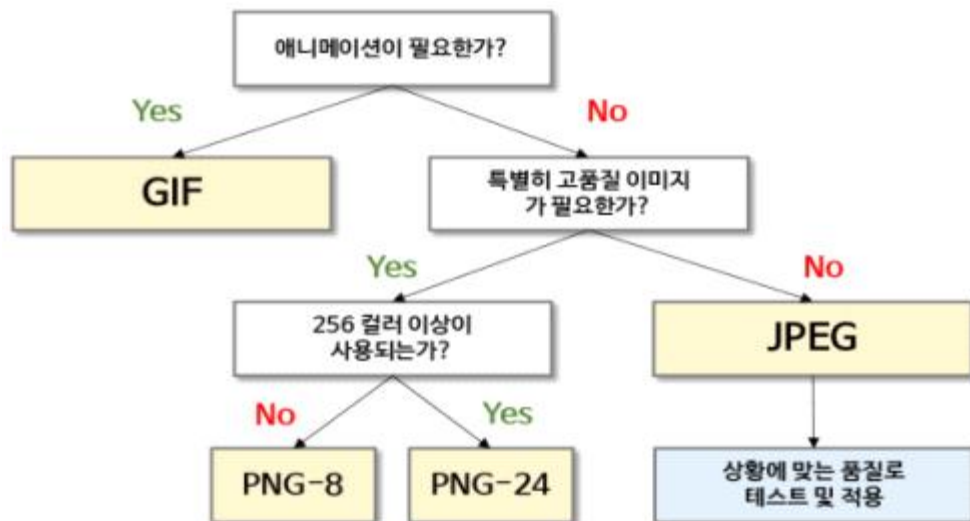 애니메이션이 필요한가?
Yes
No
GIF
특별히 고품질 이미지
가 필요한가?
Yes
No
256 컬러 이상이
사용되는가?
JPEG
No
Yes
PNG-8
PNG-24
상황에 맞는 품질로
테스트 및 적용